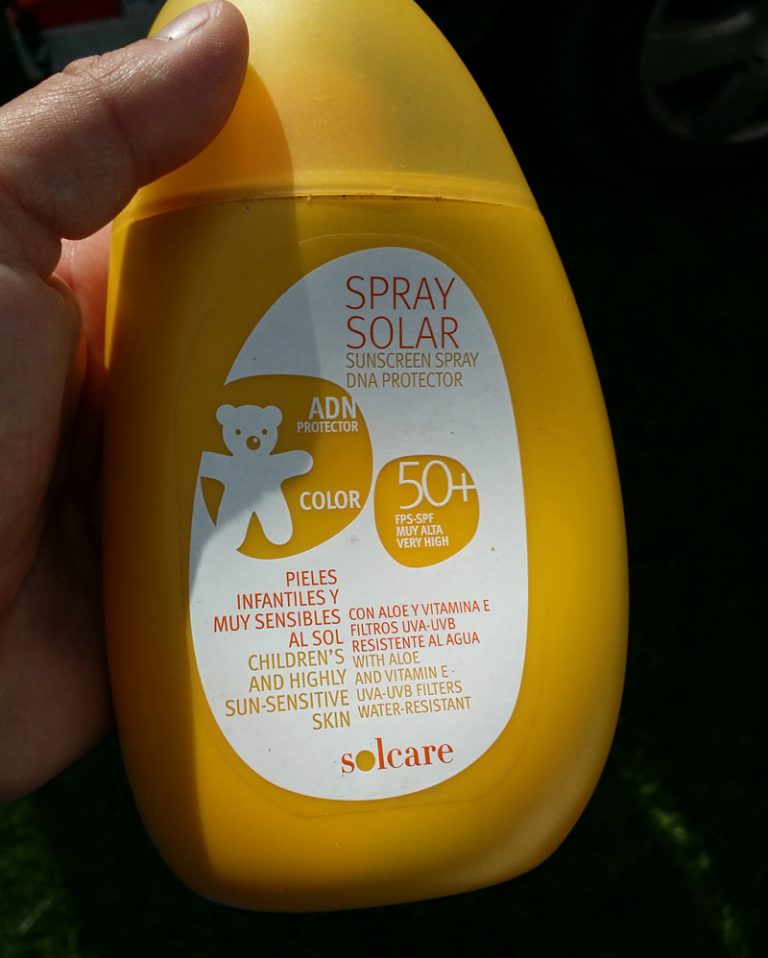 SPRAY
SOLAR
SUNSCREEN SPRAY
DNA PROTECTOR
ADN
PROTECTOR
COLOR
50+
FPS-SPF
MUY ALTA
VERY HIGH
PIELES
INFANTILES Y
MUY SENSIBLES
AL SOL
CHILDREN'S
AND HIGHLY
SUN-SENSITIVE
SKIN
CON ALOE Y VITAMINA E
FILTROS UVA-UVB
RESISTENTE AL AGUA
WITH ALOE
AND VITAMIN E
UVA-UVB FILTERS
WATER-RESISTANT
solcare